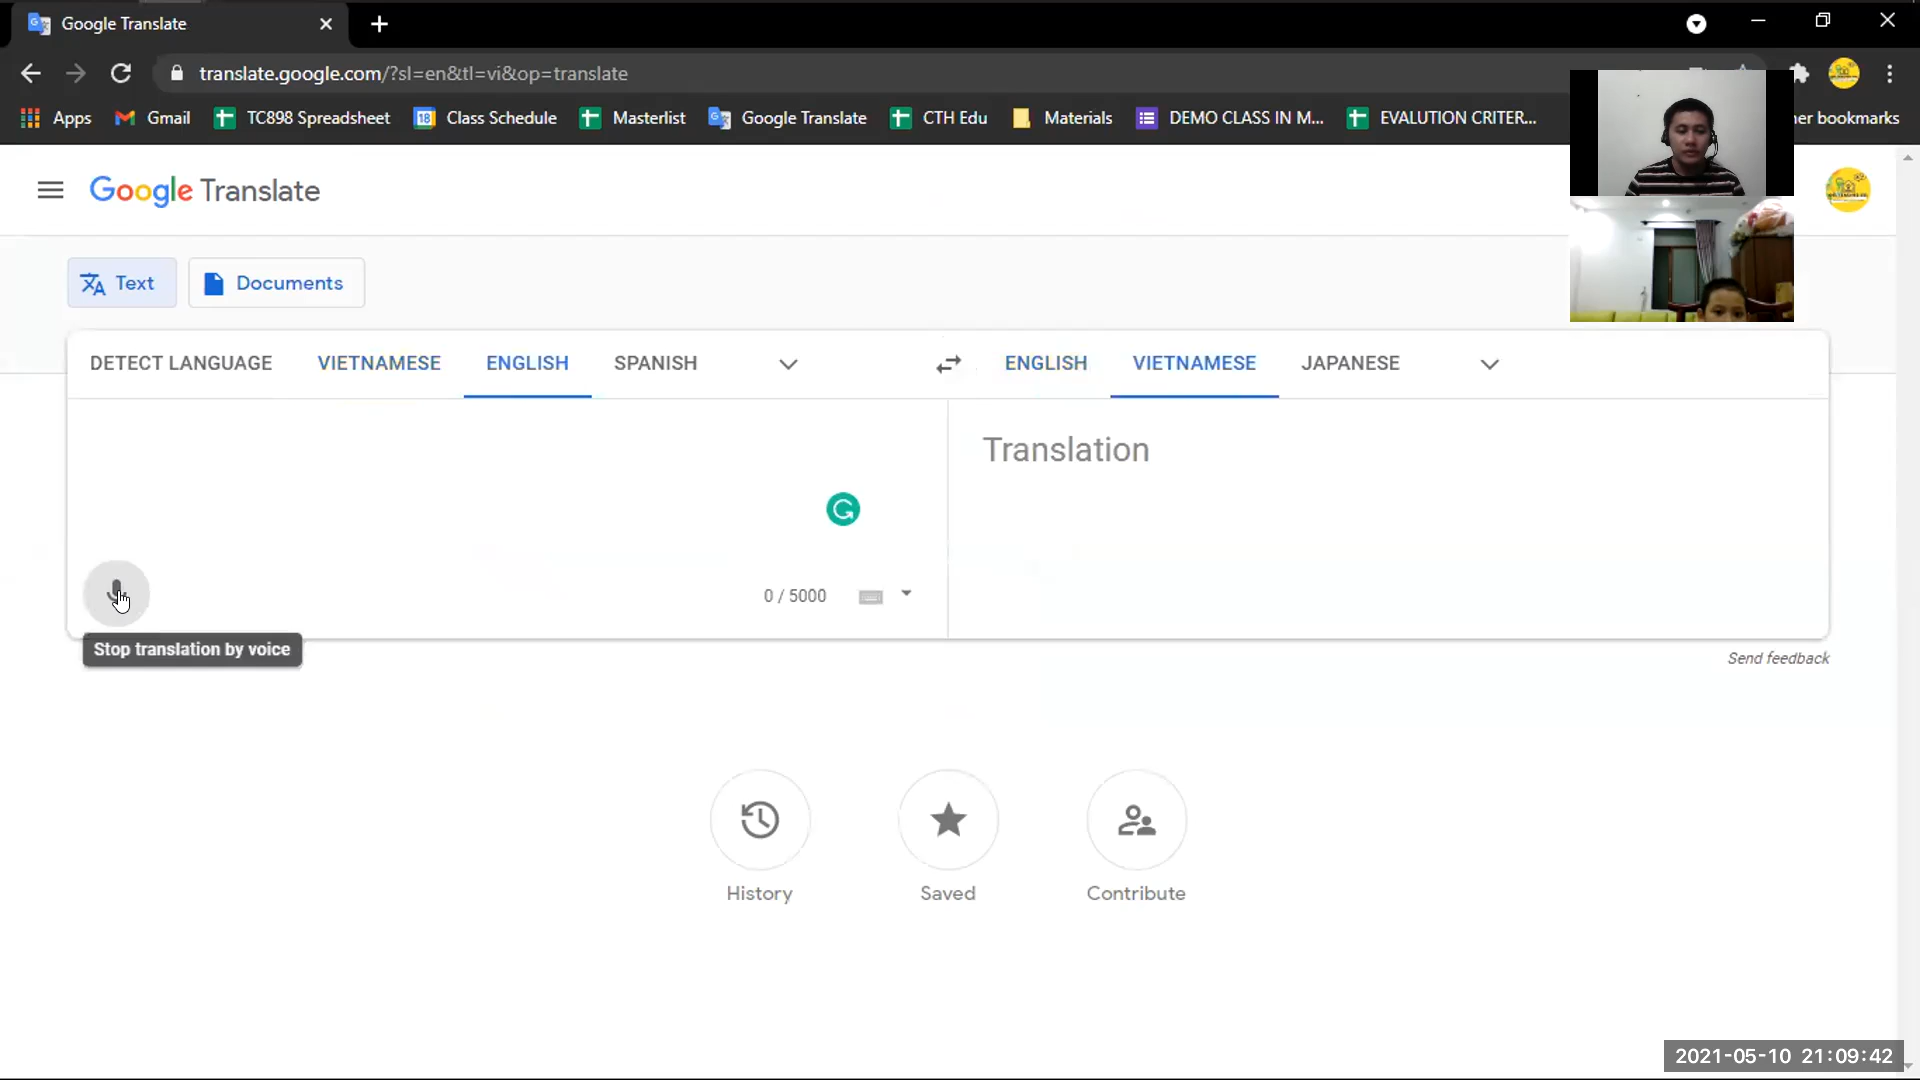 Google Translate
translate.google.com/?sl=en&tl=vi&op=translate
Apps
Gmail
TC898 Spreadsheet
18
Class Schedule
Masterlist
Google Translate
CTH Edu
Materials
DEMO CLASS IN M...
EVALUTION CRITER...
her bookmarks
Google Translate
Text
Documents
DETECT LANGUAGE
VIETNAMESE
ENGLISH
SPANISH
ENGLISH
VIETNAMESE
JAPANESE
Translation
0 / 5000
Stop translation by voice
Send feedback
History
Saved
Contribute
2021-05-10 21:09:42